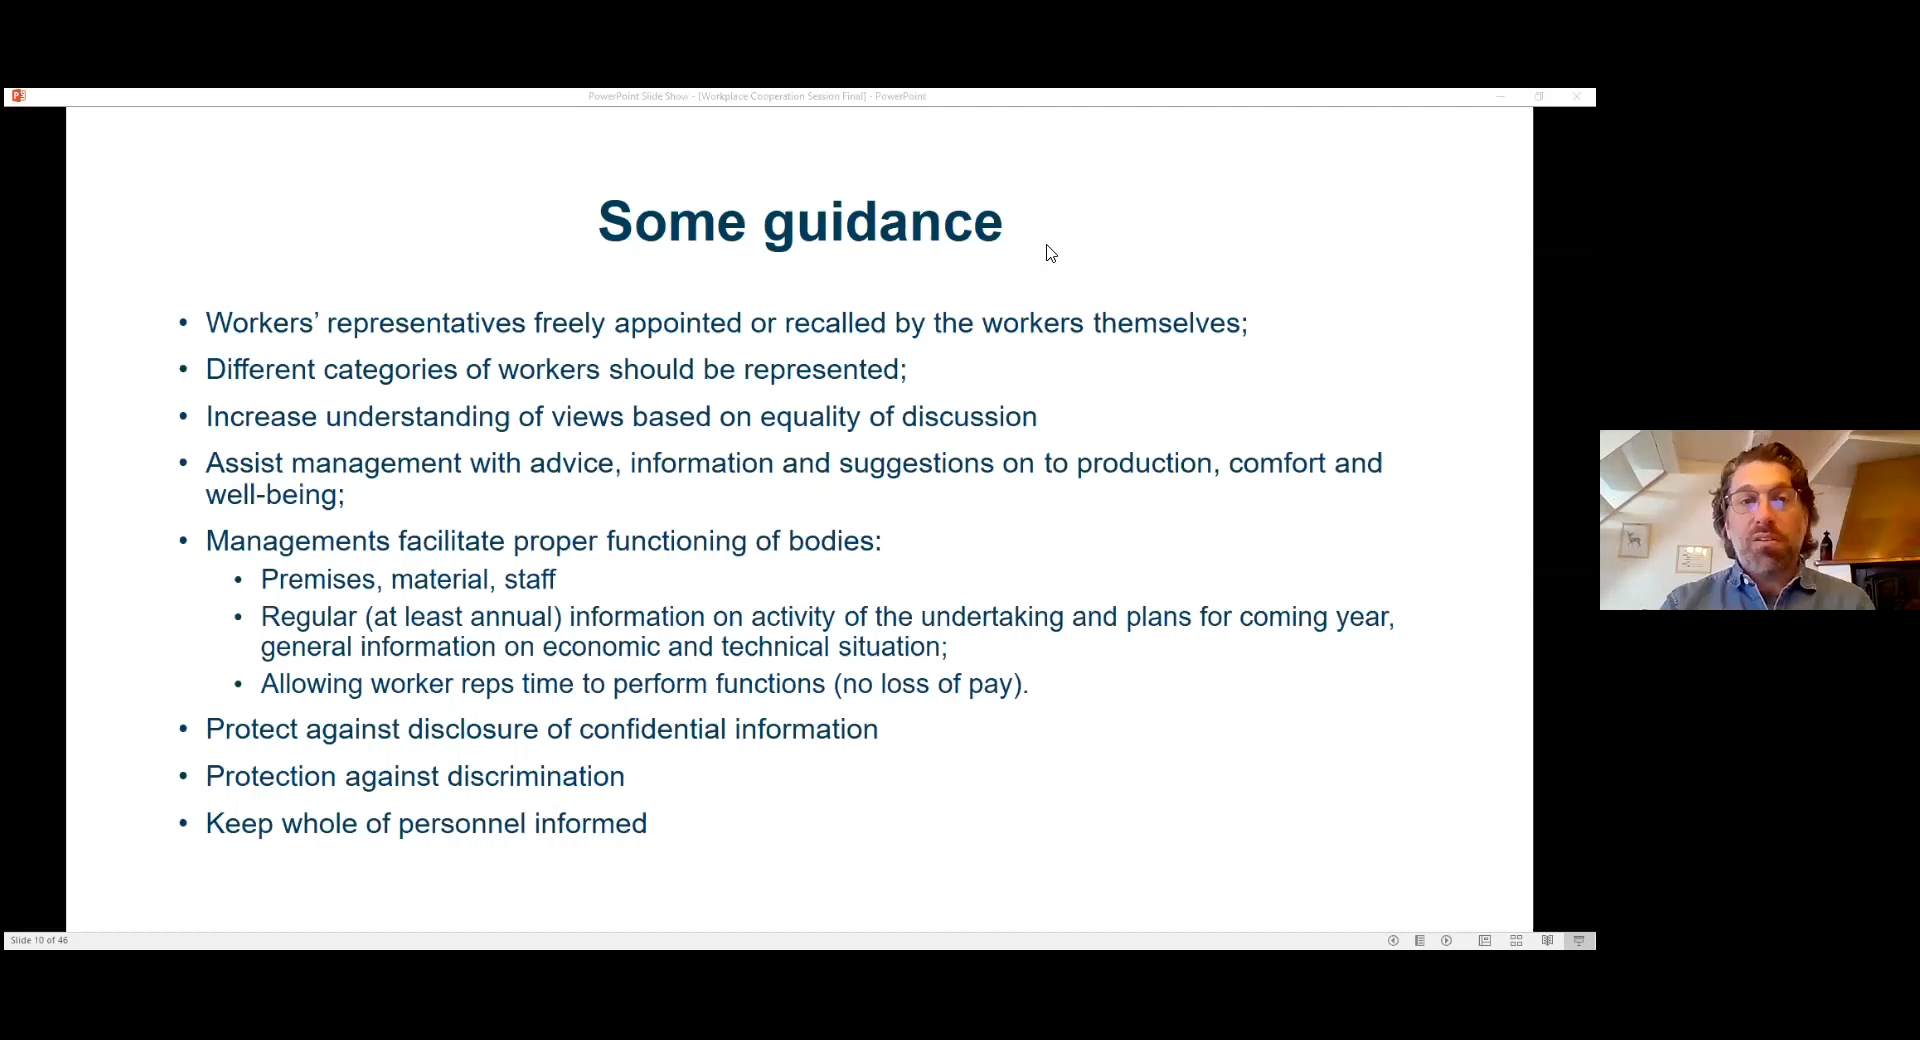 PowerPoint Slide Show - [Workplace Cooperation Session Final] - PowerPoint
Some guidance
• Workers’ representatives freely appointed or recalled by the workers themselves;
• Different categories of workers should be represented;
• Increase understanding of views based on equality of discussion
• Assist management with advice, information and suggestions on to production, comfort and
well-being;
• Managements facilitate proper functioning of bodies:
• Premises, material, staff
• Regular (at least annual) information on activity of the undertaking and plans for coming year,
general information on economic and technical situation;
• Allowing worker reps time to perform functions (no loss of pay).
• Protect against disclosure of confidential information
• Protection against discrimination
• Keep whole of personnel informed
Slide 10 of 46